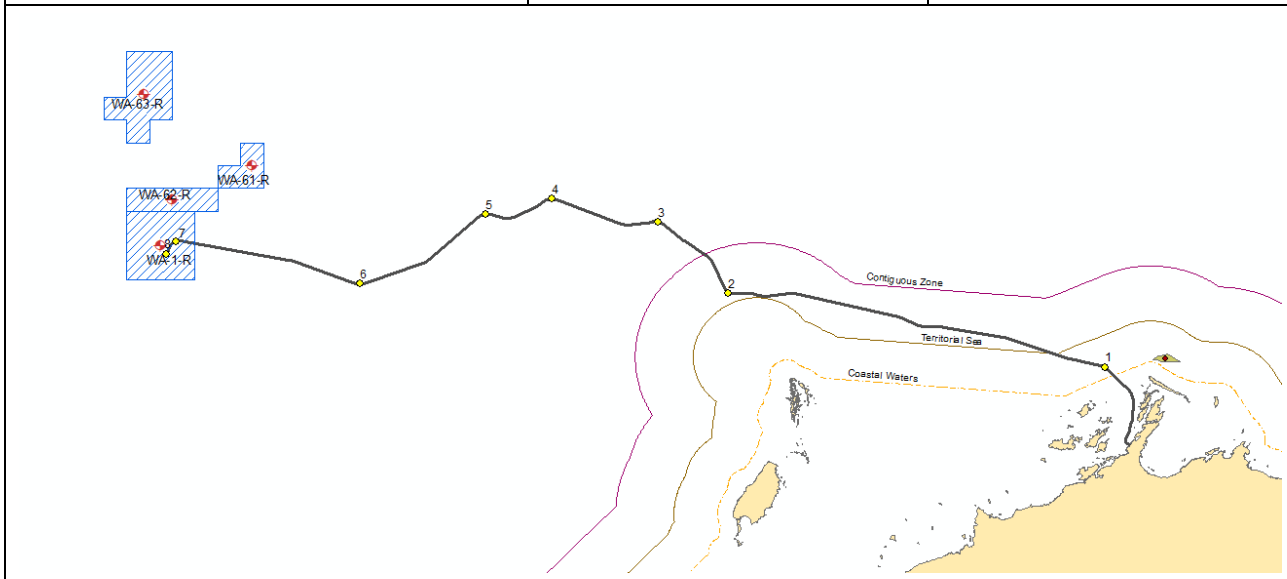 WA-63-R
WA-61-R
WA-62-R
4
5
3
8
7
WA-1-R
6
2
Contiguous Zone
Territorial Sea
1
Coastal Waters